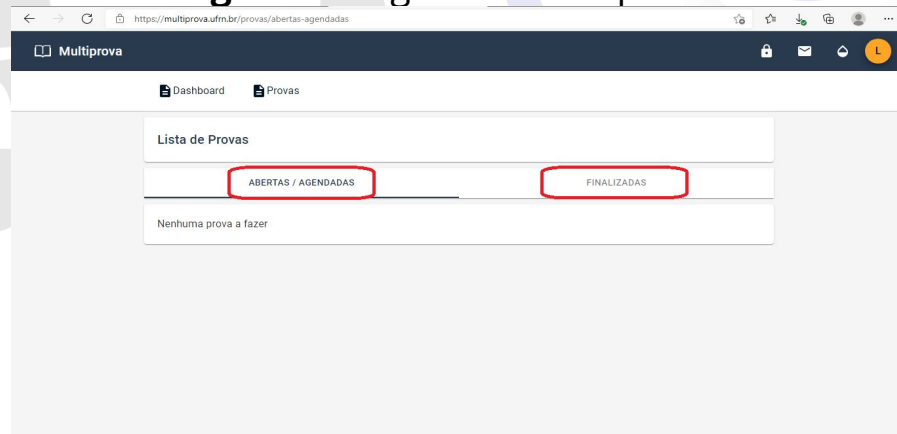 https://multiprova.ufrn.br/provas/abertas-agendadas
Multiprova
L
Dashboard Provas
Lista de Provas
ABERTAS / AGENDADAS FINALIZADAS
Nenhuma prova a fazer